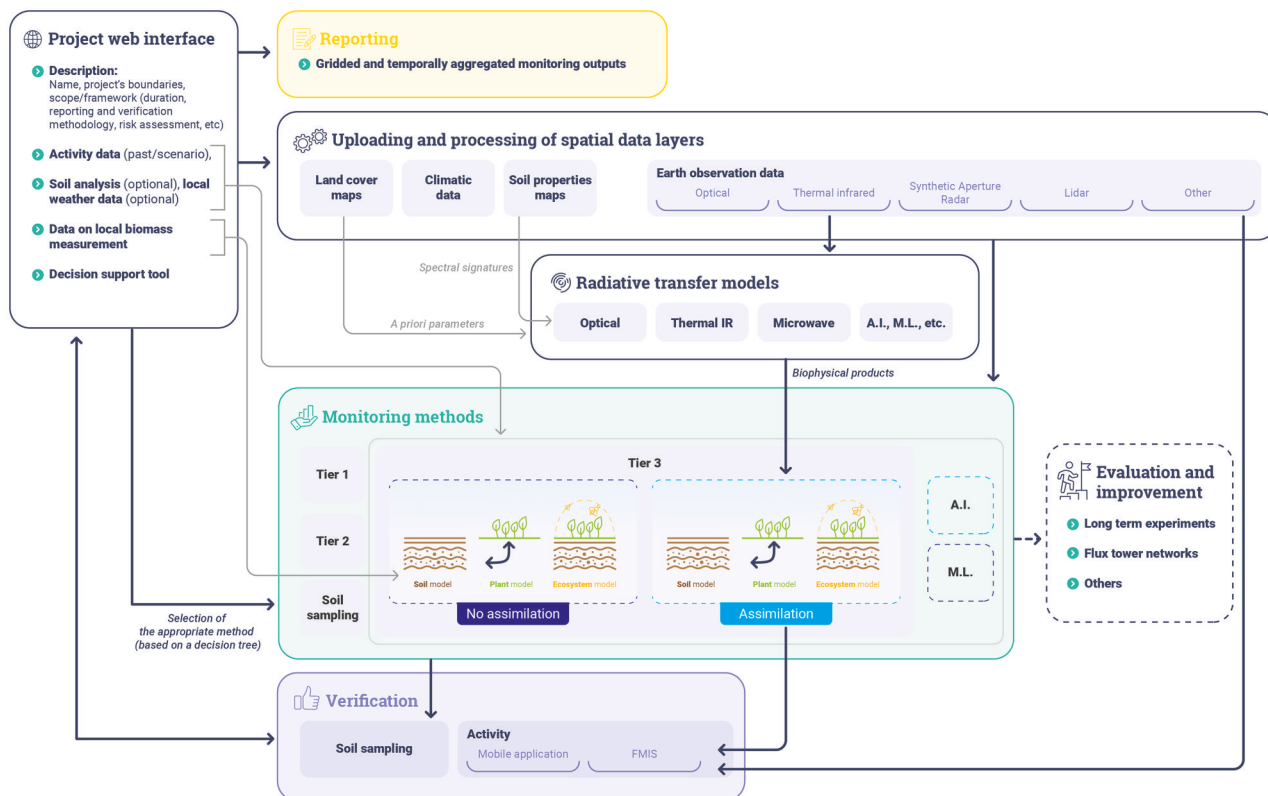 Project web interface
Description:
Name, project's boundaries,
scope/framework (duration,
reporting and verification
methodology, risk assessment, etc)
Activity data (past/scenario),
Soil analysis (optional), local
weather data (optional)
Data on local biomass
measurement
Decision support tool
Reporting
Gridded and temporally aggregated monitoring outputs
Uploading and processing of spatial data layers
Land cover
maps
Climatic
data
Soil properties
maps
Earth observation data
Optical
Thermal infrared
Synthetic Aperture
Radar
Lidar
Other
Spectral signatures
A priori parameters
Radiative transfer models
Optical
Thermal IR
Microwave
A.I., M.L., etc.
Biophysical products
Monitoring methods
Tier 1
Tier 2
Soil
sampling
Tier 3
Soil model
Plant model
Ecosystem model
No assimilation
Soil model
Plant model
Ecosystem model
Assimilation
A.I.
M.L.
Evaluation and
improvement
Long term experiments
Flux tower networks
Others
Selection of
the appropriate method
(based on a decision tree)
Verification
Soil sampling
Activity
Mobile application
FMIS